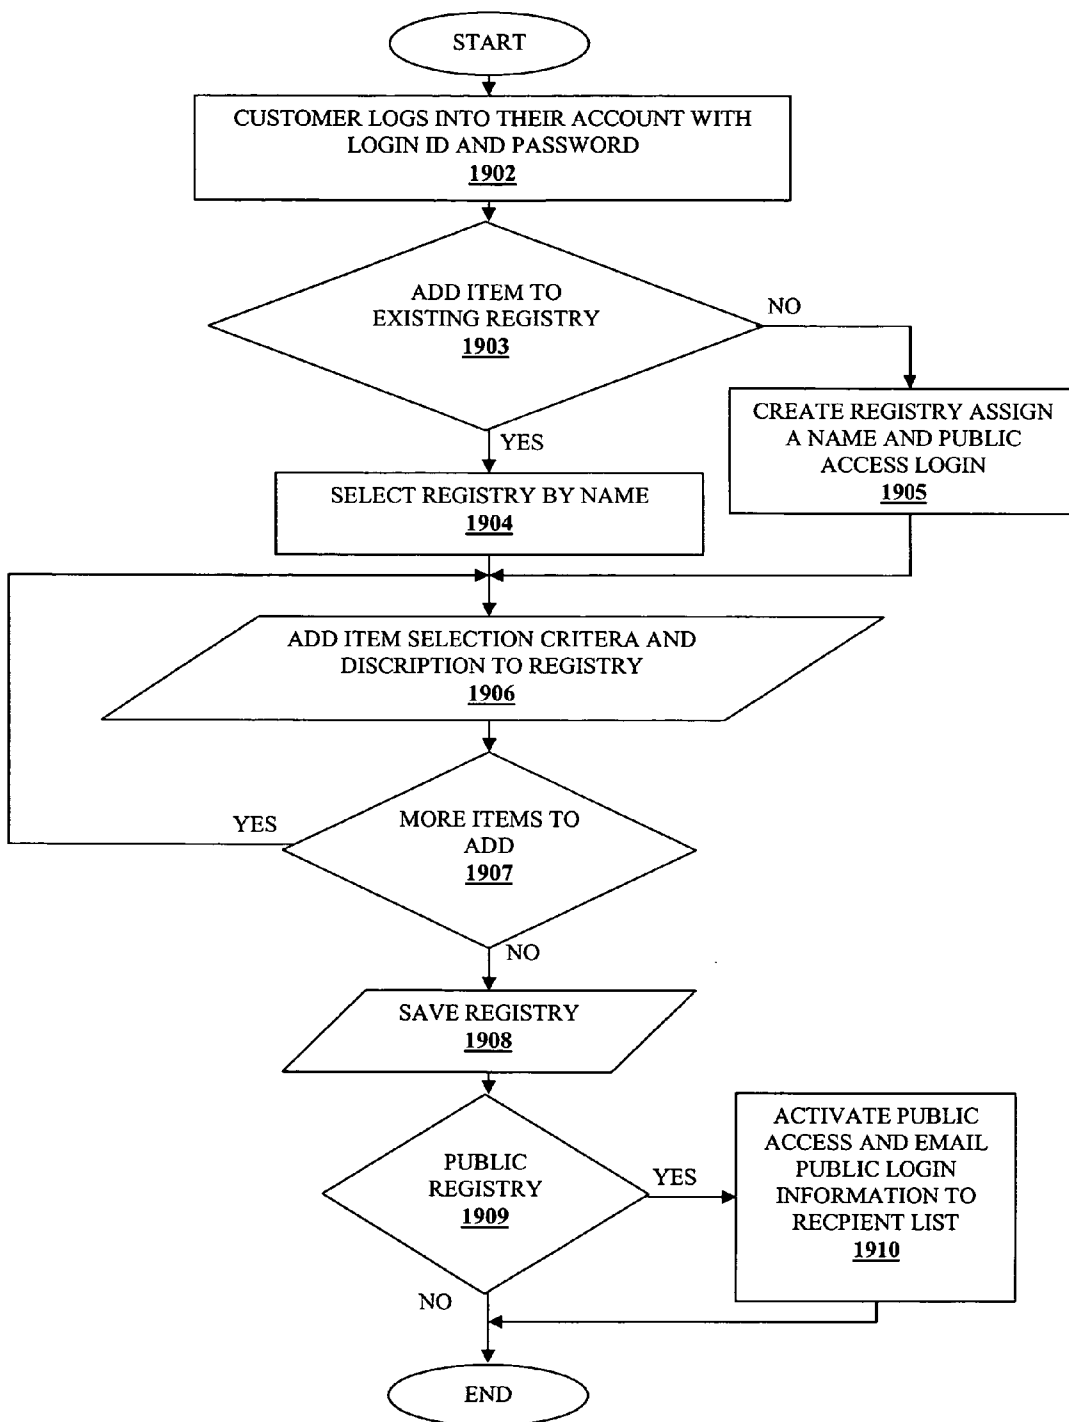 START
CUSTOMER LOGS INTO THEIR ACCOUNT WITH
LOGIN ID AND PASSWORD
1902
ADD ITEM TO
EXISTING REGISTRY
1903
NO
YES
CREATE REGISTRY ASSIGN
A NAME AND PUBLIC
ACCESS LOGIN
1905
SELECT REGISTRY BY NAME
1904
ADD ITEM SELECTION CRITERA AND
DISCRIPTION TO REGISTRY
1906
YES
MORE ITEMS TO
ADD
1907
NO
SAVE REGISTRY
1908
PUBLIC
REGISTRY
1909
YES
ACTIVATE PUBLIC
ACCESS AND EMAIL
PUBLIC LOGIN
INFORMATION TO
RECPIENT LIST
1910
NO
END